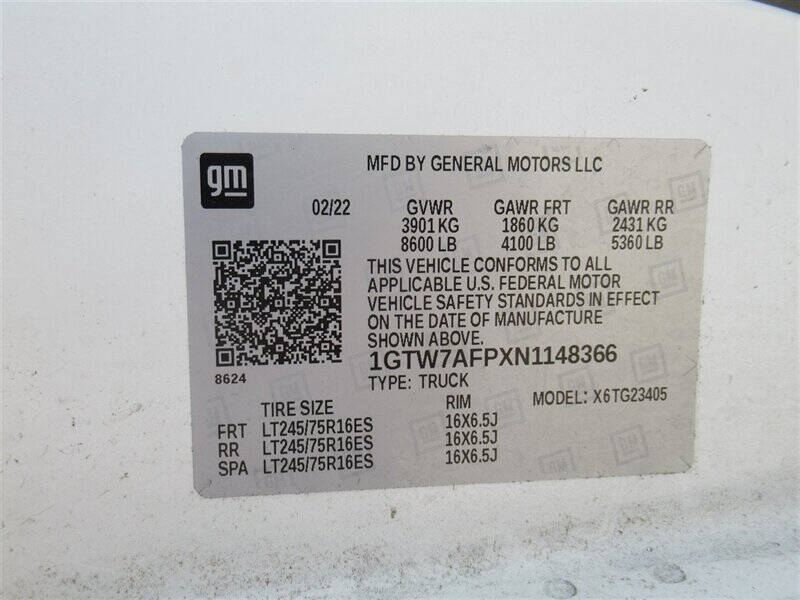 gm
MFD BY GENERAL MOTORS LLC
02/22 GVWR GAWR FRT GAWR RR
3901 KG 1860 KG 2431 KG
8600 LB 4100 LB 5360 LB
THIS VEHICLE CONFORMS TO ALL
APPLICABLE U.S. FEDERAL MOTOR
VEHICLE SAFETY STANDARDS IN EFFECT
ON THE DATE OF MANUFACTURE
SHOWN ABOVE.
1GTW7AFPXN1148366
8624
TYPE: TRUCK MODEL: X6TG23405
TIRE SIZE RIM
FRT LT245/75R16ES 16X6.5J
RR LT245/75R16ES 16X6.5J
SPA LT245/75R16ES 16X6.5J